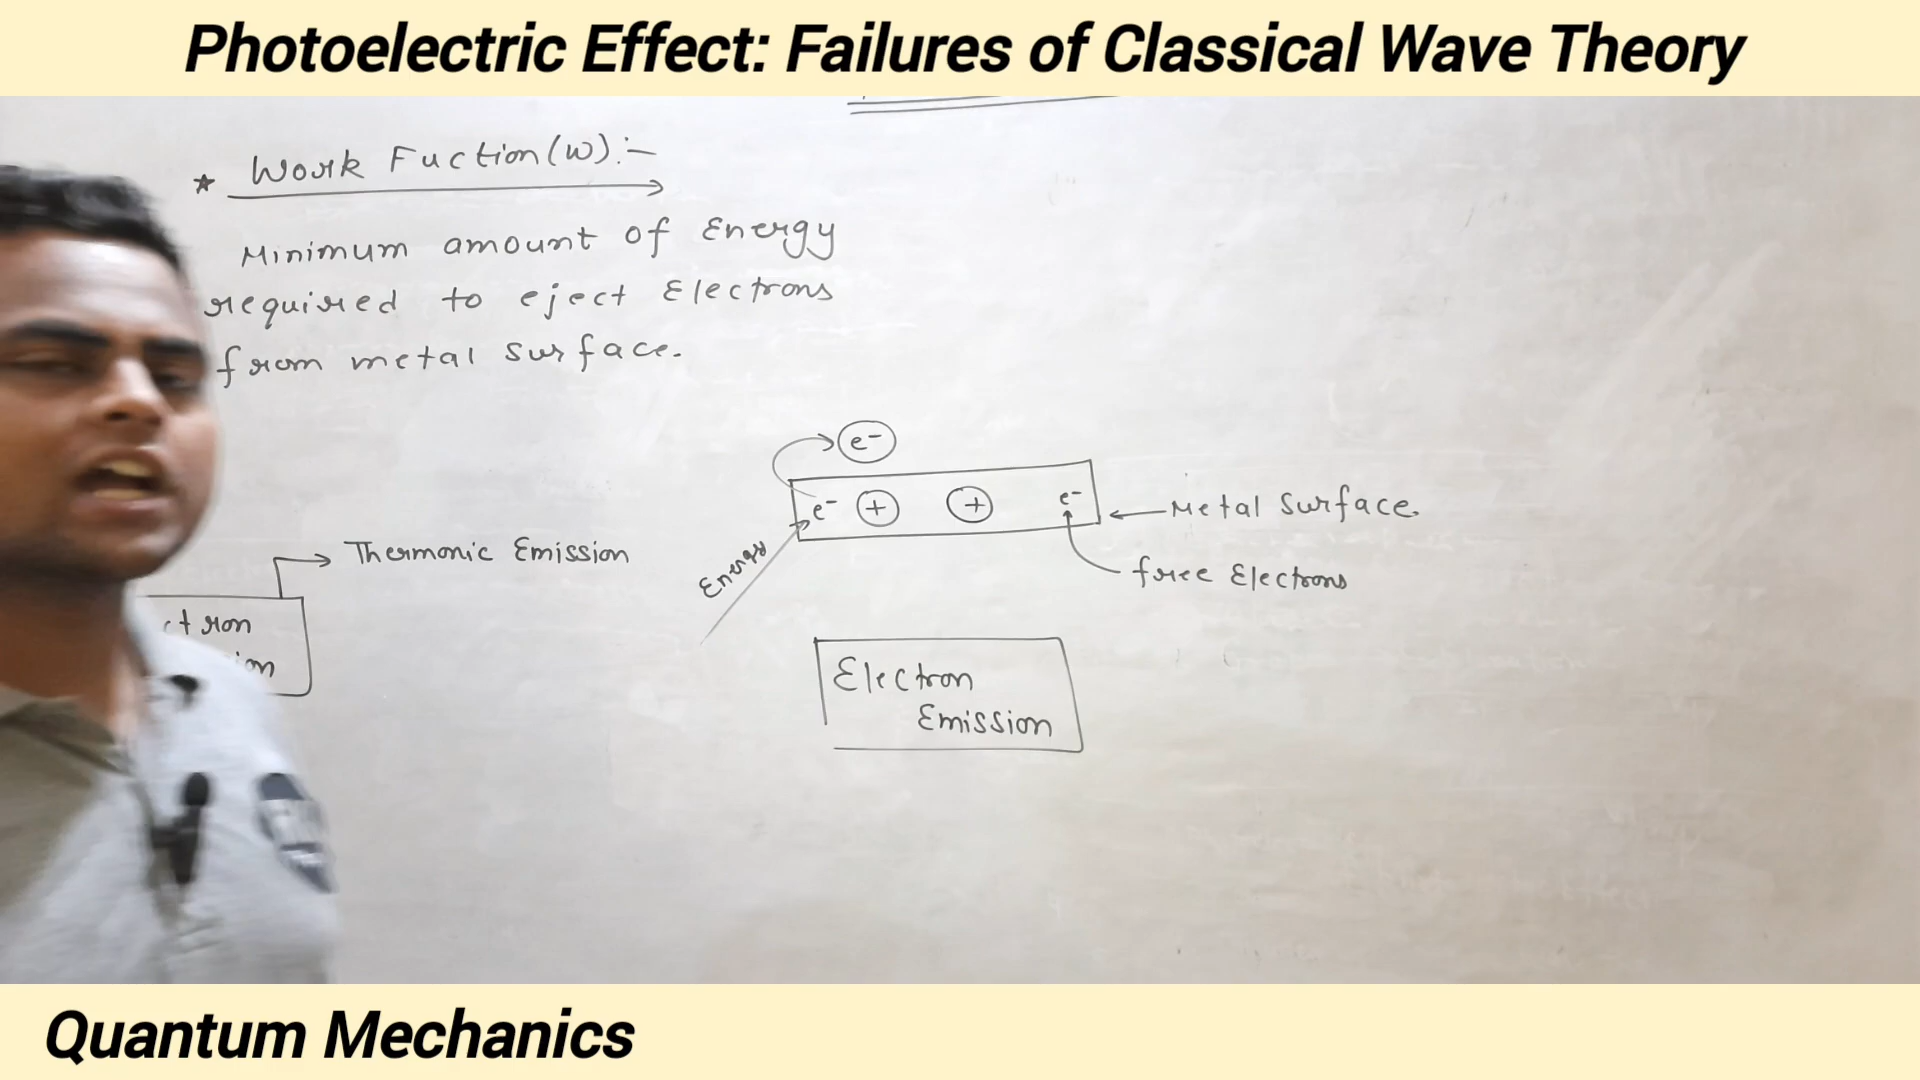 Photoelectric Effect: Failures of Classical Wave Theory
* Work Fuction (W) :-
Minimum amount of Energy
required to eject Electrons
from metal surface.
e-
e- + + e-
Metal Surface
Energy
free Electrons
Thermonic Emission
Electron
Emission
Quantum Mechanics